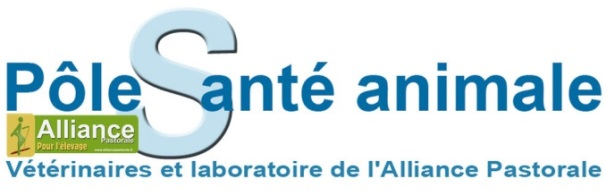 Pôle Santé animale
Alliance
Pastorale
Pour l'élevage
Vétérinaires et laboratoire de l'Alliance Pastorale